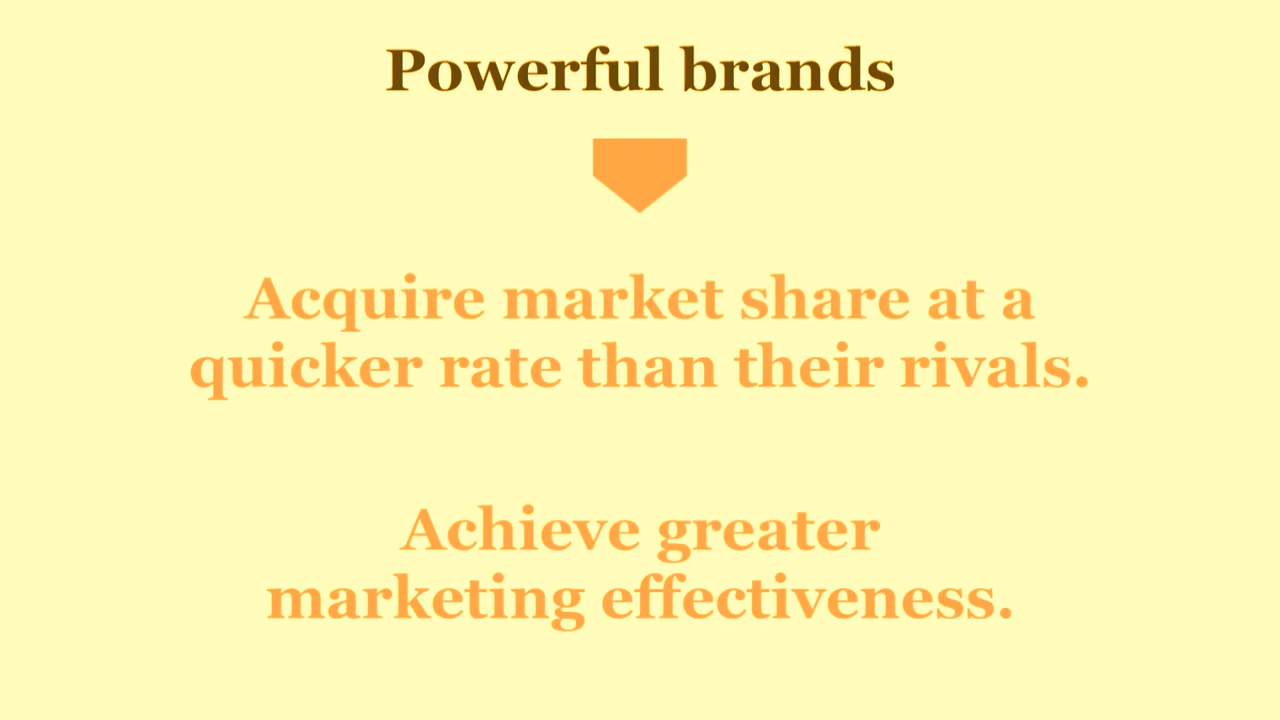 Powerful brands
Acquire market share at a
quicker rate than their rivals.
Achieve greater
marketing effectiveness.